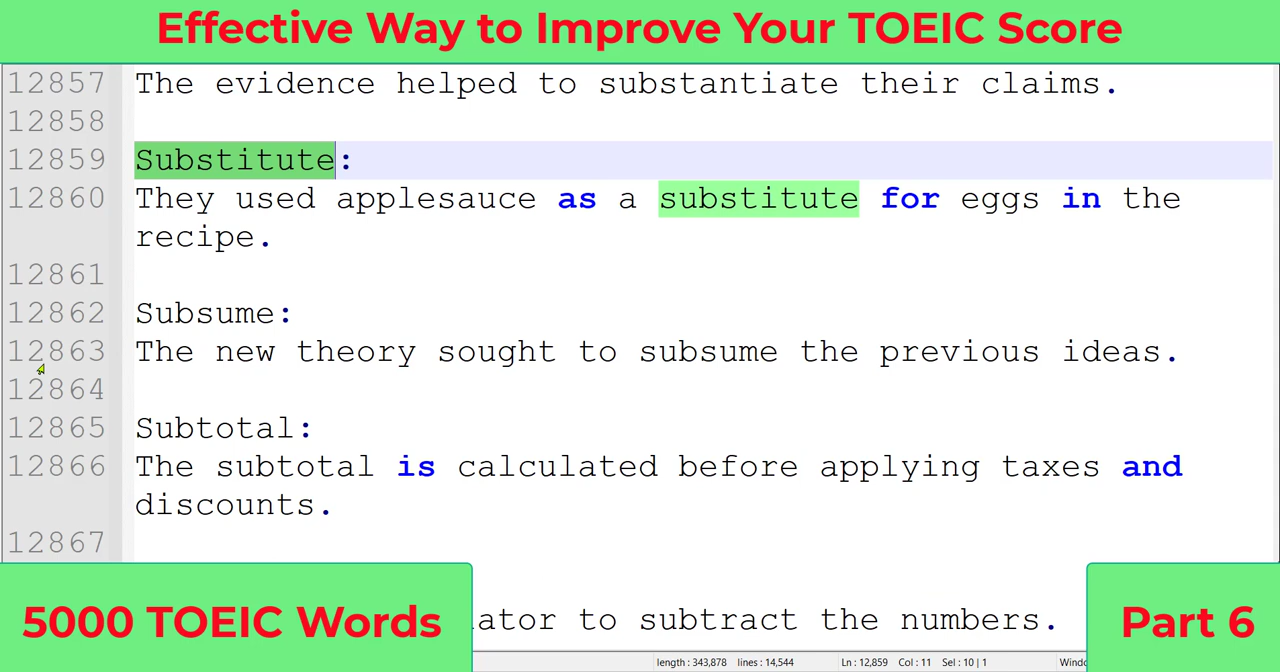 Effective Way to Improve Your TOEIC Score
12857 The evidence helped to substantiate their claims.
12858
12859 Substitute:
12860 They used applesauce as a substitute for eggs in the
recipe.
12861
12862 Subsume:
12863 The new theory sought to subsume the previous ideas.
12864
12865 Subtotal:
12866 The subtotal is calculated before applying taxes and
discounts.
12867
to subtract the numbers.
5000 TOEIC Words
Part 6
length : 343,878 lines : 14,544 Ln : 12,859 Col : 11 Sel : 10 | 1